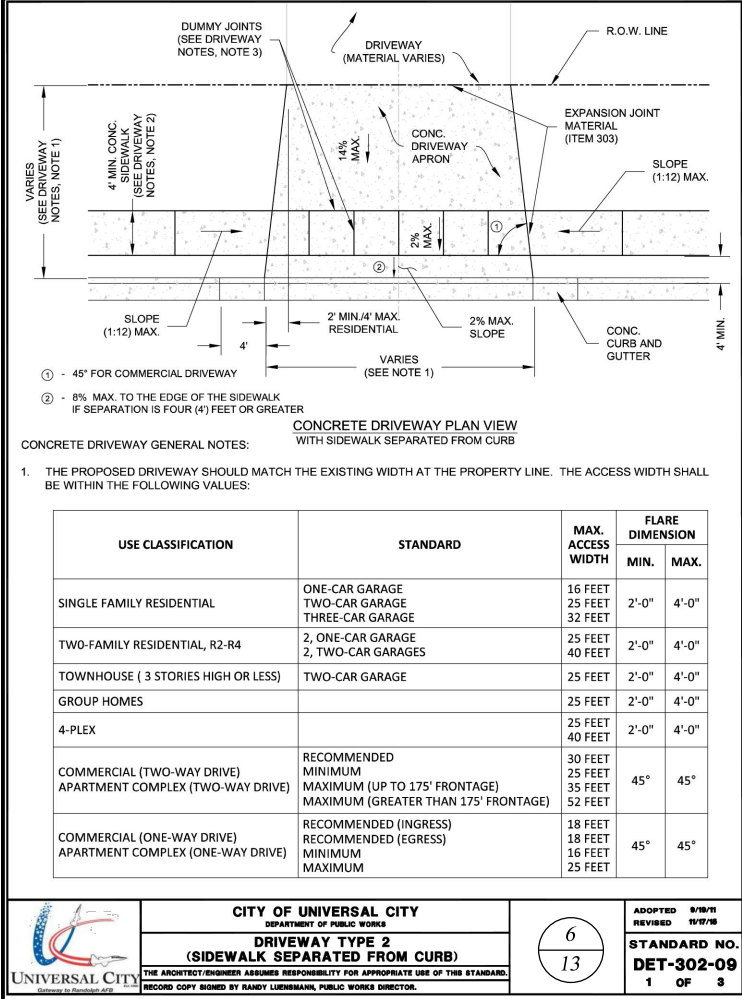 DUMMY JOINTS
(SEE DRIVEWAY
NOTES, NOTE 3)
DRIVEWAY
(MATERIAL VARIES)
R.O.W. LINE
VARIES
(SEE DRIVEWAY
NOTES, NOTE 1)
4' MIN. CONC.
SIDEWALK
(SEE DRIVEWAY
NOTES, NOTE 2)
14%
MAX.
CONC.
DRIVEWAY
APRON
EXPANSION JOINT
MATERIAL
(ITEM 303)
SLOPE
(1:12) MAX.
2%
MAX.
1
2
SLOPE
(1:12) MAX.
4'
2' MIN./4' MAX.
RESIDENTIAL
2% MAX.
SLOPE
CONC.
CURB AND
GUTTER
4' MIN.
VARIES
(SEE NOTE 1)
1 - 45° FOR COMMERCIAL DRIVEWAY
2 - 8% MAX. TO THE EDGE OF THE SIDEWALK
IF SEPARATION IS FOUR (4') FEET OR GREATER
CONCRETE DRIVEWAY PLAN VIEW
WITH SIDEWALK SEPARATED FROM CURB
CONCRETE DRIVEWAY GENERAL NOTES:
1. THE PROPOSED DRIVEWAY SHOULD MATCH THE EXISTING WIDTH AT THE PROPERTY LINE. THE ACCESS WIDTH SHALL
BE WITHIN THE FOLLOWING VALUES:
USE CLASSIFICATION STANDARD MAX. ACCESS WIDTH FLARE DIMENSION MIN. MAX.
SINGLE FAMILY RESIDENTIAL
ONE-CAR GARAGE 16 FEET
TWO-CAR GARAGE 25 FEET 2'-0" 4'-0"
THREE-CAR GARAGE 32 FEET
TW0-FAMILY RESIDENTIAL, R2-R4
2, ONE-CAR GARAGE 25 FEET 2'-0" 4'-0"
2, TWO-CAR GARAGES 40 FEET
TOWNHOUSE ( 3 STORIES HIGH OR LESS) TWO-CAR GARAGE 25 FEET 2'-0" 4'-0"
GROUP HOMES 25 FEET 2'-0" 4'-0"
4-PLEX 25 FEET 2'-0" 4'-0"
40 FEET
COMMERCIAL (TWO-WAY DRIVE)
APARTMENT COMPLEX (TWO-WAY DRIVE)
RECOMMENDED 30 FEET
MINIMUM 25 FEET 45° 45°
MAXIMUM (UP TO 175' FRONTAGE) 35 FEET
MAXIMUM (GREATER THAN 175' FRONTAGE) 52 FEET
COMMERCIAL (ONE-WAY DRIVE)
APARTMENT COMPLEX (ONE-WAY DRIVE)
RECOMMENDED (INGRESS) 18 FEET
RECOMMENDED (EGRESS) 18 FEET 45° 45°
MINIMUM 16 FEET
MAXIMUM 25 FEET
UNIVERSAL CITY
Gateway to Randolph AFB
CITY OF UNIVERSAL CITY
DEPARTMENT OF PUBLIC WORKS
DRIVEWAY TYPE 2
(SIDEWALK SEPARATED FROM CURB)
THE ARCHITECT/ENGINEER ASSUMES RESPONSIBILITY FOR APPROPRIATE USE OF THIS STANDARD.
RECORD COPY SIGNED BY RANDY LUENSMANN, PUBLIC WORKS DIRECTOR.
6
13
ADOPTED 9/19/11
REVISED 11/17/15
STANDARD NO.
DET-302-09
1 OF 3